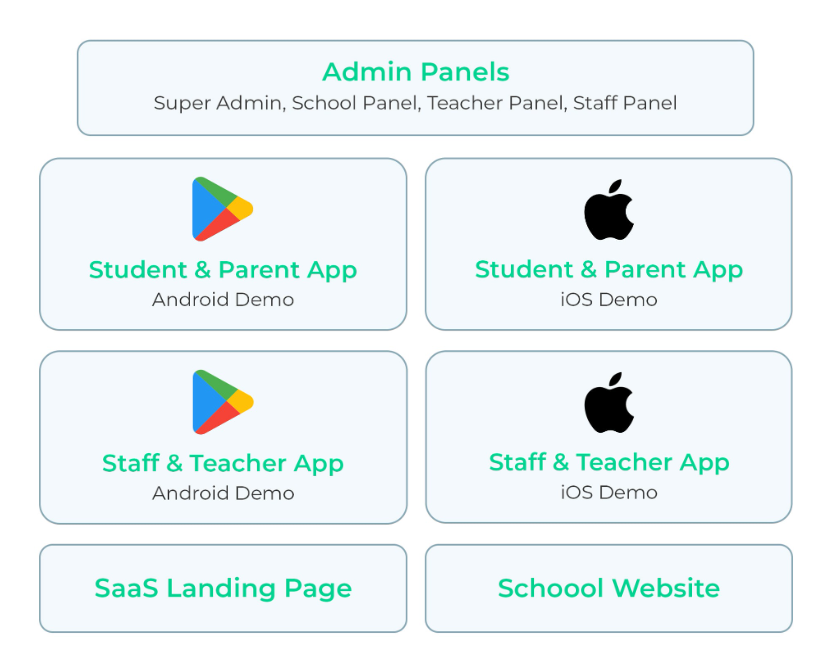 Admin Panels
Super Admin, School Panel, Teacher Panel, Staff Panel
Student & Parent App
Android Demo
Student & Parent App
iOS Demo
Staff & Teacher App
Android Demo
Staff & Teacher App
iOS Demo
SaaS Landing Page
Schoool Website